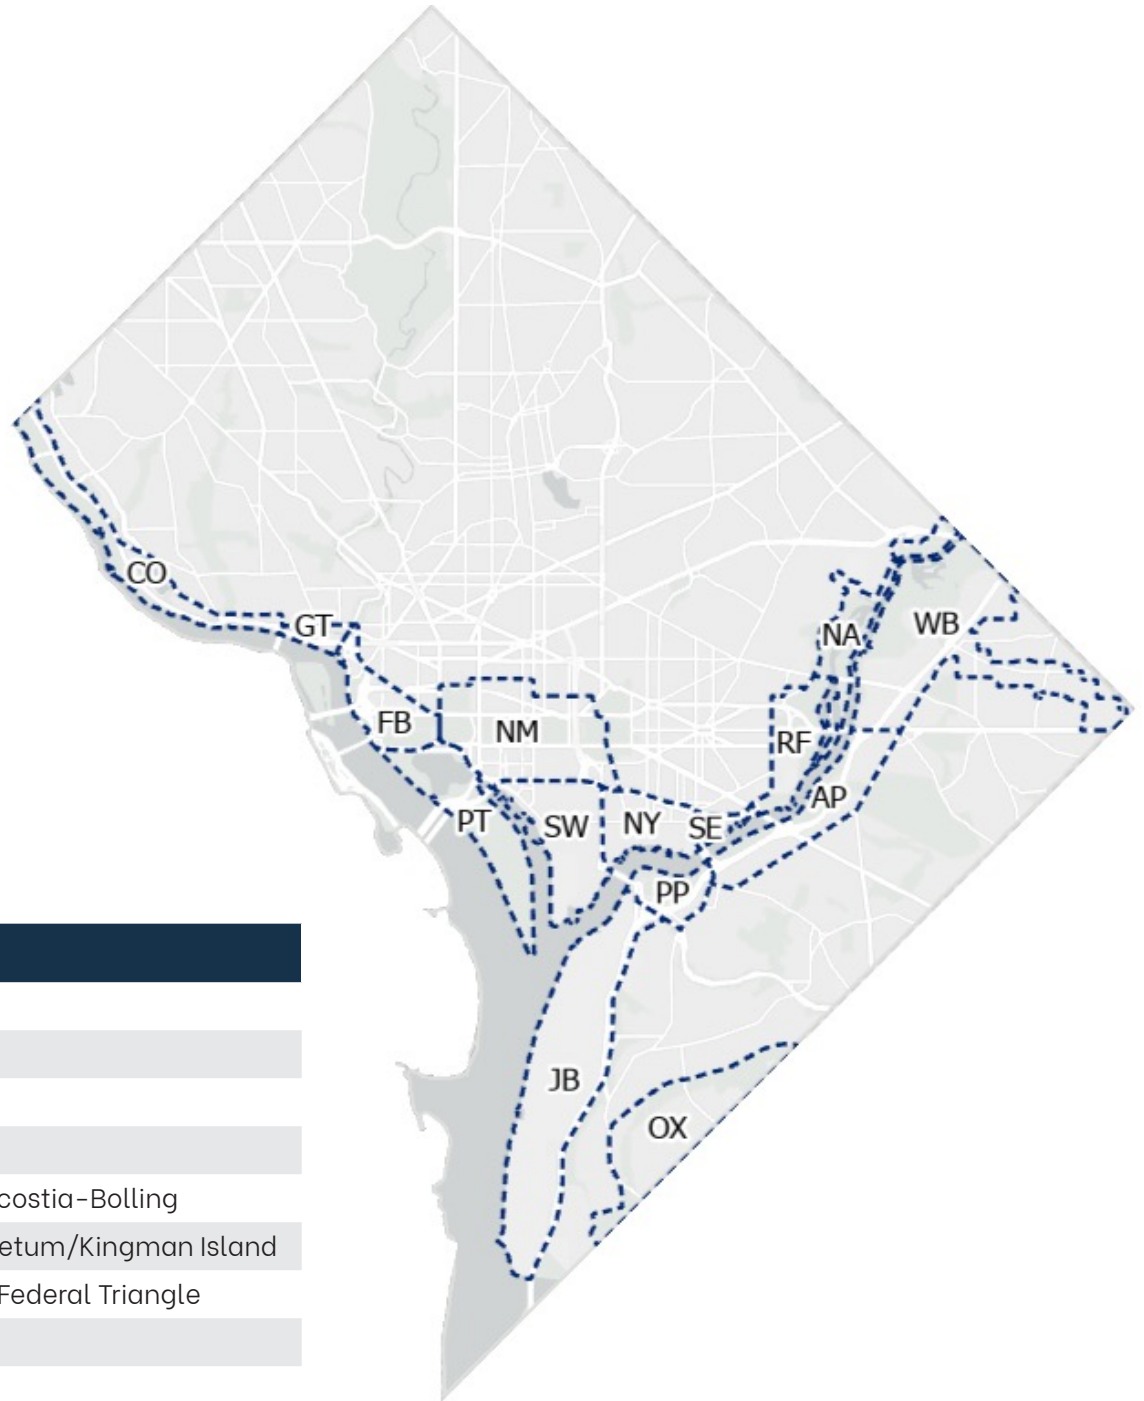 CO
GT
NA
WB
FB
NM
RF
AP
PT
SW
NY
SE
PP
JB
OX
costia-Bolling
etum/Kingman Island
Federal Triangle